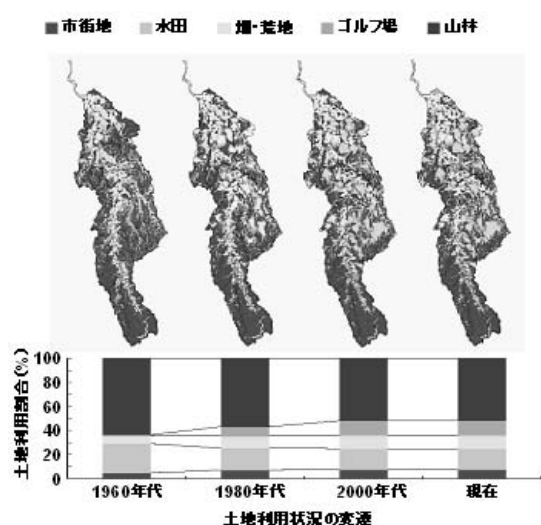 市街地 水田 畑・荒地 ゴルフ場 山林
土地利用割合(%)
100
80
60
40
20
0
1960年代 1980年代 2000年代 現在
土地利用状況の変遷